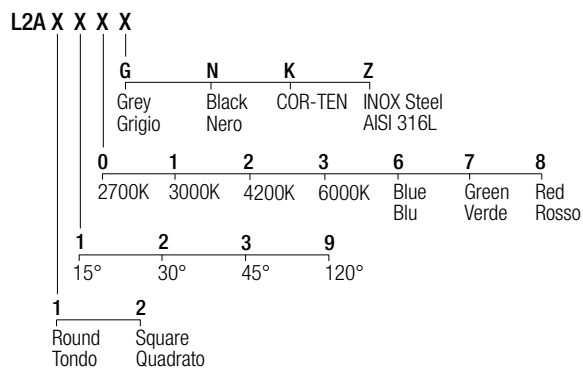 L2A X X X X
G N K Z
Grey Black COR-TEN INOX Steel
Grigio Nero AISI 316L
0 1 2 3 6 7 8
2700K 3000K 4200K 6000K Blue Green Red
Blu Verde Rosso
1 2 3 9
15° 30° 45° 120°
1 2
Round Square
Tondo Quadrato